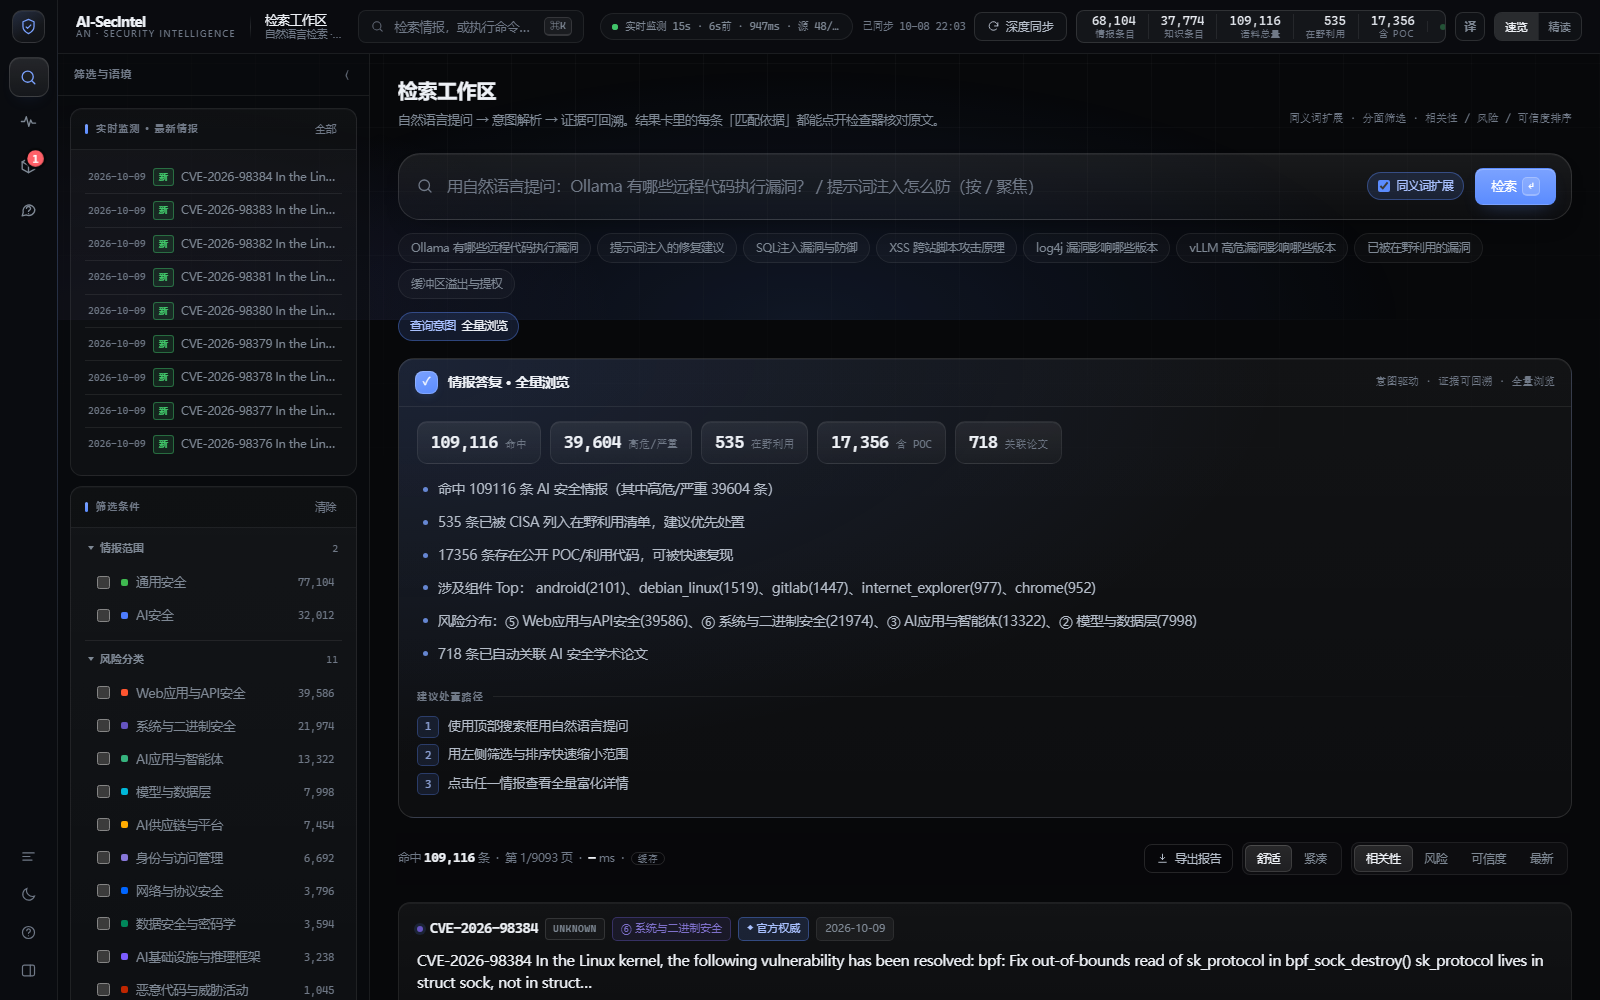 AI-SecIntel
AN · SECURITY INTELLIGENCE
检索工作区
自然语言检索 ·…
检索情报，或执行命令… ⌘K
实时监测 15s · 6s前 · 947ms · 源 48/…
已同步 10-08 22:03
深度同步
68,104 情报条目
37,774 知识条目
109,116 语料总量
535 在野利用
17,356 含 POC
译
速览 精读
筛选与语境
1
实时监测 • 最新情报 全部
2026-10-09 新 CVE-2026-98384 In the Lin...
2026-10-09 新 CVE-2026-98383 In the Lin...
2026-10-09 新 CVE-2026-98382 In the Lin...
2026-10-09 新 CVE-2026-98381 In the Lin...
2026-10-09 新 CVE-2026-98380 In the Lin...
2026-10-09 新 CVE-2026-98379 In the Lin...
2026-10-09 新 CVE-2026-98378 In the Lin...
2026-10-09 新 CVE-2026-98377 In the Lin...
2026-10-09 新 CVE-2026-98376 In the Lin...
筛选条件 清除
情报范围 2
通用安全 77,104
AI安全 32,012
风险分类 11
Web应用与API安全 39,586
系统与二进制安全 21,974
AI应用与智能体 13,322
模型与数据层 7,998
AI供应链与平台 7,454
身份与访问管理 6,692
网络与协议安全 3,796
数据安全与密码学 3,594
AI基础设施与推理框架 3,238
恶意代码与威胁活动 1,045
检索工作区
自然语言提问 → 意图解析 → 证据可回溯。结果卡里的每条「匹配依据」都能点开检查器核对原文。
同义词扩展 · 分面筛选 · 相关性 / 风险 / 可信度排序
用自然语言提问：Ollama 有哪些远程代码执行漏洞？ / 提示词注入怎么防（按 / 聚焦）
同义词扩展
检索 ↵
Ollama 有哪些远程代码执行漏洞
提示词注入的修复建议
SQL注入漏洞与防御
XSS 跨站脚本攻击原理
log4j 漏洞影响哪些版本
vLLM 高危漏洞影响哪些版本
已被在野利用的漏洞
缓冲区溢出与提权
查询意图 全量浏览
✓ 情报答复 • 全量浏览
意图驱动 · 证据可回溯 · 全量浏览
109,116 命中
39,604 高危/严重
535 在野利用
17,356 含 POC
718 关联论文
• 命中 109116 条 AI 安全情报（其中高危/严重 39604 条）
• 535 条已被 CISA 列入在野利用清单，建议优先处置
• 17356 条存在公开 POC/利用代码，可被快速复现
• 涉及组件 Top： android(2101)、debian_linux(1519)、gitlab(1447)、internet_explorer(977)、chrome(952)
• 风险分布：⑤ Web应用与API安全(39586)、⑥ 系统与二进制安全(21974)、③ AI应用与智能体(13322)、② 模型与数据层(7998)
• 718 条已自动关联 AI 安全学术论文
建议处置路径
1 使用顶部搜索框用自然语言提问
2 用左侧筛选与排序快速缩小范围
3 点击任一情报查看全量富化详情
命中 109,116 条 · 第 1/9093 页 · — ms · 缓存
导出报告
舒适 紧凑
相关性 风险 可信度 最新
CVE-2026-98384 UNKNOWN ⑥ 系统与二进制安全 ✦ 官方权威 2026-10-09
CVE-2026-98384 In the Linux kernel, the following vulnerability has been resolved: bpf: Fix out-of-bounds read of sk_protocol in bpf_sock_destroy() sk_protocol lives in
struct sock, not in struct...